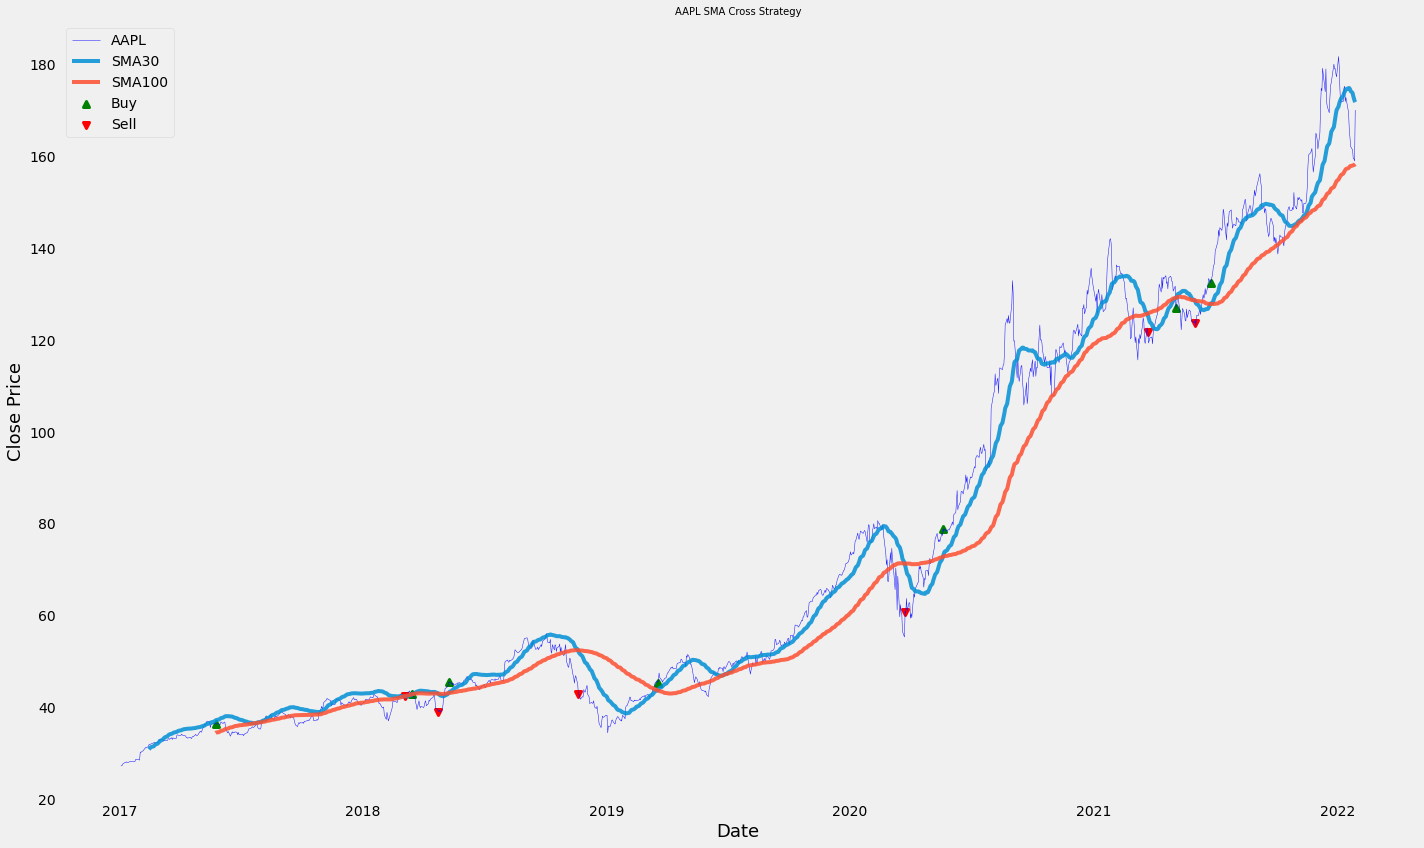 AAPL SMA Cross Strategy
AAPL
SMA30
SMA100
Buy
Sell
180
160
140
120
100
80
60
40
20
Close Price
2017 2018 2019 2020 2021 2022
Date